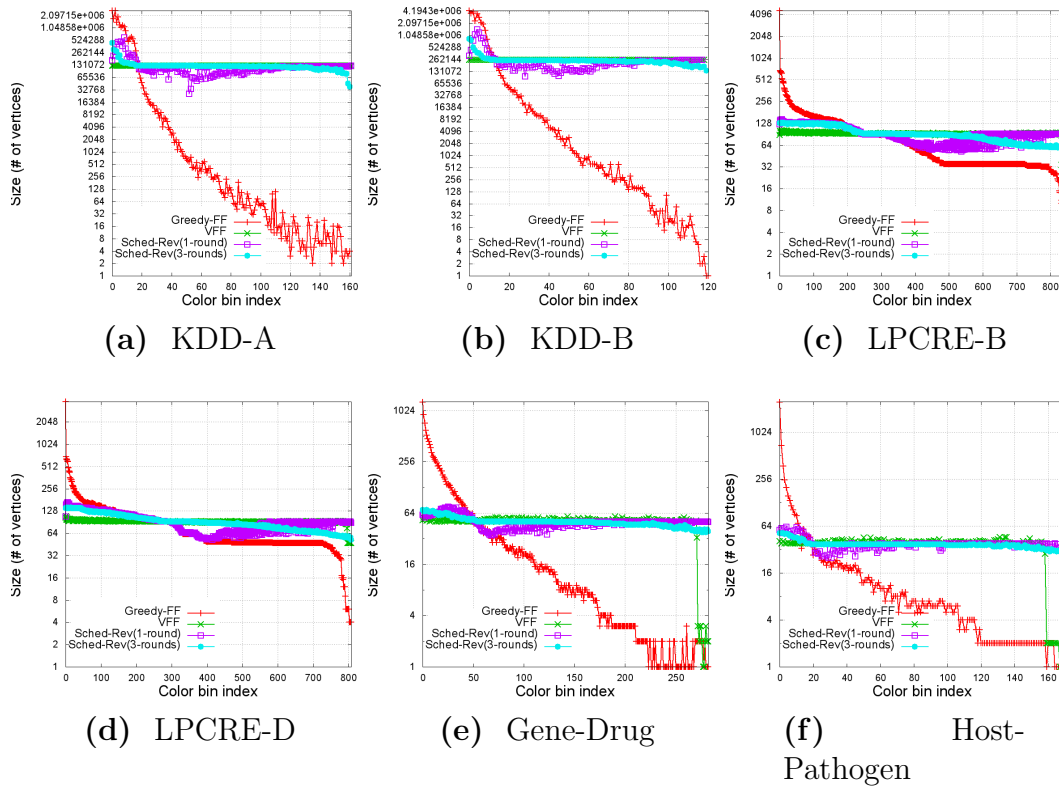 2.09715e+006
1.04858e+006
524288
262144
131072
65536
32768
16384
8192
4096
2048
1024
512
256
128
64
32
16
8
4
2
1
Size (# of vertices)
Greedy-FF
VFF
Sched-Rev(1-round)
Sched-Rev(3-rounds)
0 20 40 60 80 100 120 140 160
Color bin index
(a) KDD-A
4.1943e+006
2.09715e+006
1.04858e+006
524288
262144
131072
65536
32768
16384
8192
4096
2048
1024
512
256
128
64
32
16
8
4
2
1
Size (# of vertices)
Greedy-FF
VFF
Sched-Rev(1-round)
Sched-Rev(3-rounds)
0 20 40 60 80 100 120
Color bin index
(b) KDD-B
4096
2048
1024
512
256
128
64
32
16
8
4
2
1
Size (# of vertices)
Greedy-FF
VFF
Sched-Rev(1-round)
Sched-Rev(3-rounds)
0 100 200 300 400 500 600 700 800
Color bin index
(c) LPCRE-B
2048
1024
512
256
128
64
32
16
8
4
2
1
Size (# of vertices)
Greedy-FF
VFF
Sched-Rev(1-round)
Sched-Rev(3-rounds)
0 100 200 300 400 500 600 700 800
Color bin index
(d) LPCRE-D
1024
256
64
16
4
1
Size (# of vertices)
Greedy-FF
VFF
Sched-Rev(1-round)
Sched-Rev(3-rounds)
0 50 100 150 200 250
Color bin index
(e) Gene-Drug
1024
256
64
16
4
1
Size (# of vertices)
Greedy-FF
VFF
Sched-Rev(1-round)
Sched-Rev(3-rounds)
0 20 40 60 80 100 120 140 160
Color bin index
(f) Host-
Pathogen